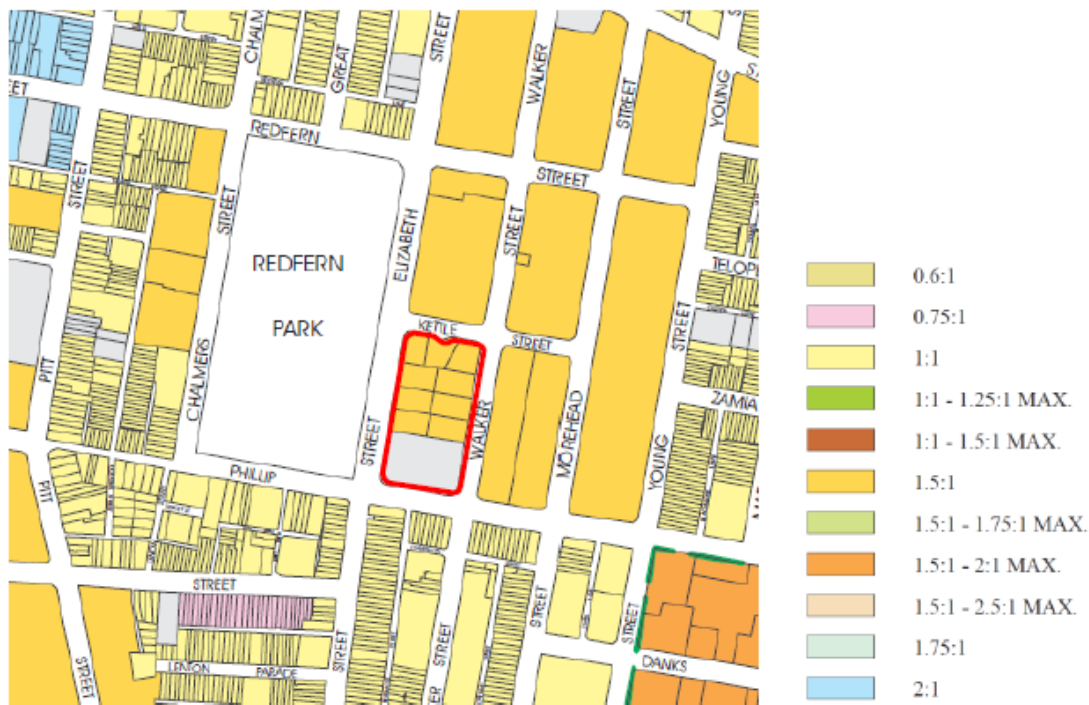 CHALM
GREAT
STREET
WALKER
STREET
YOUNG
REDFERN
STREET
STREET
STREET
REDFERN
PARK
ELIZABETH
STREET
TELOPE
KETTLE
STREET
STREET
PITT
CHALMERS
STREET
WALKER
MOREHEAD
YOUNG
ZAMIA
PHILLIP
PITT
STREET
STREET
STREET
STREET
STREET
STREET
STREET
LENTON
PARADE
DANKS
0.6:1
0.75:1
1:1
1:1 - 1.25:1 MAX.
1:1 - 1.5:1 MAX.
1.5:1
1.5:1 - 1.75:1 MAX.
1.5:1 - 2:1 MAX.
1.5:1 - 2.5:1 MAX.
1.75:1
2:1